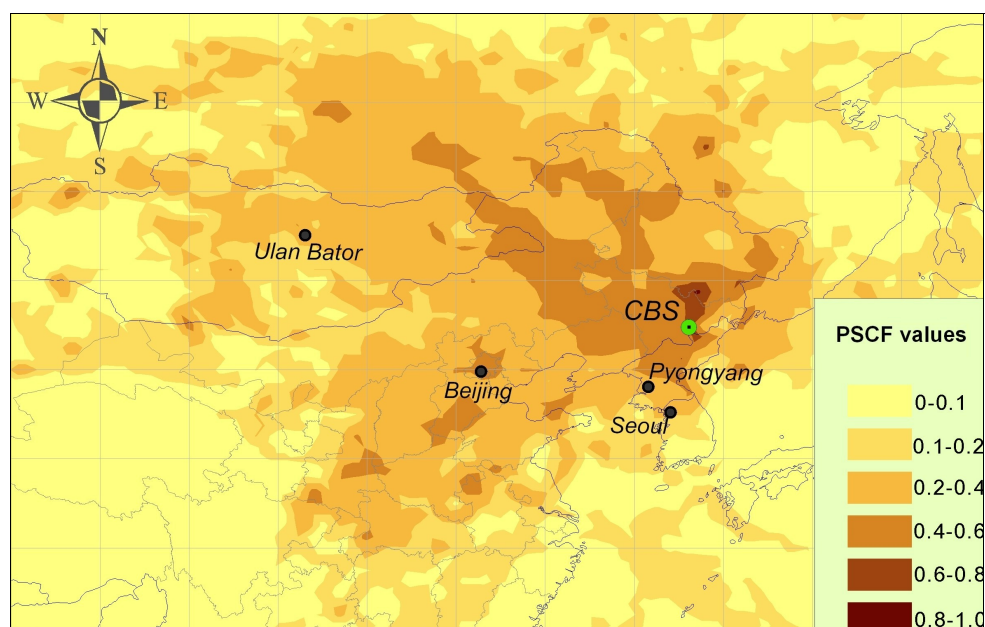 N
W E
S
Ulan Bator
CBS
Beijing
Pyongyang
Seoul
PSCF values
0-0.1
0.1-0.2
0.2-0.4
0.4-0.6
0.6-0.8
0.8-1.0